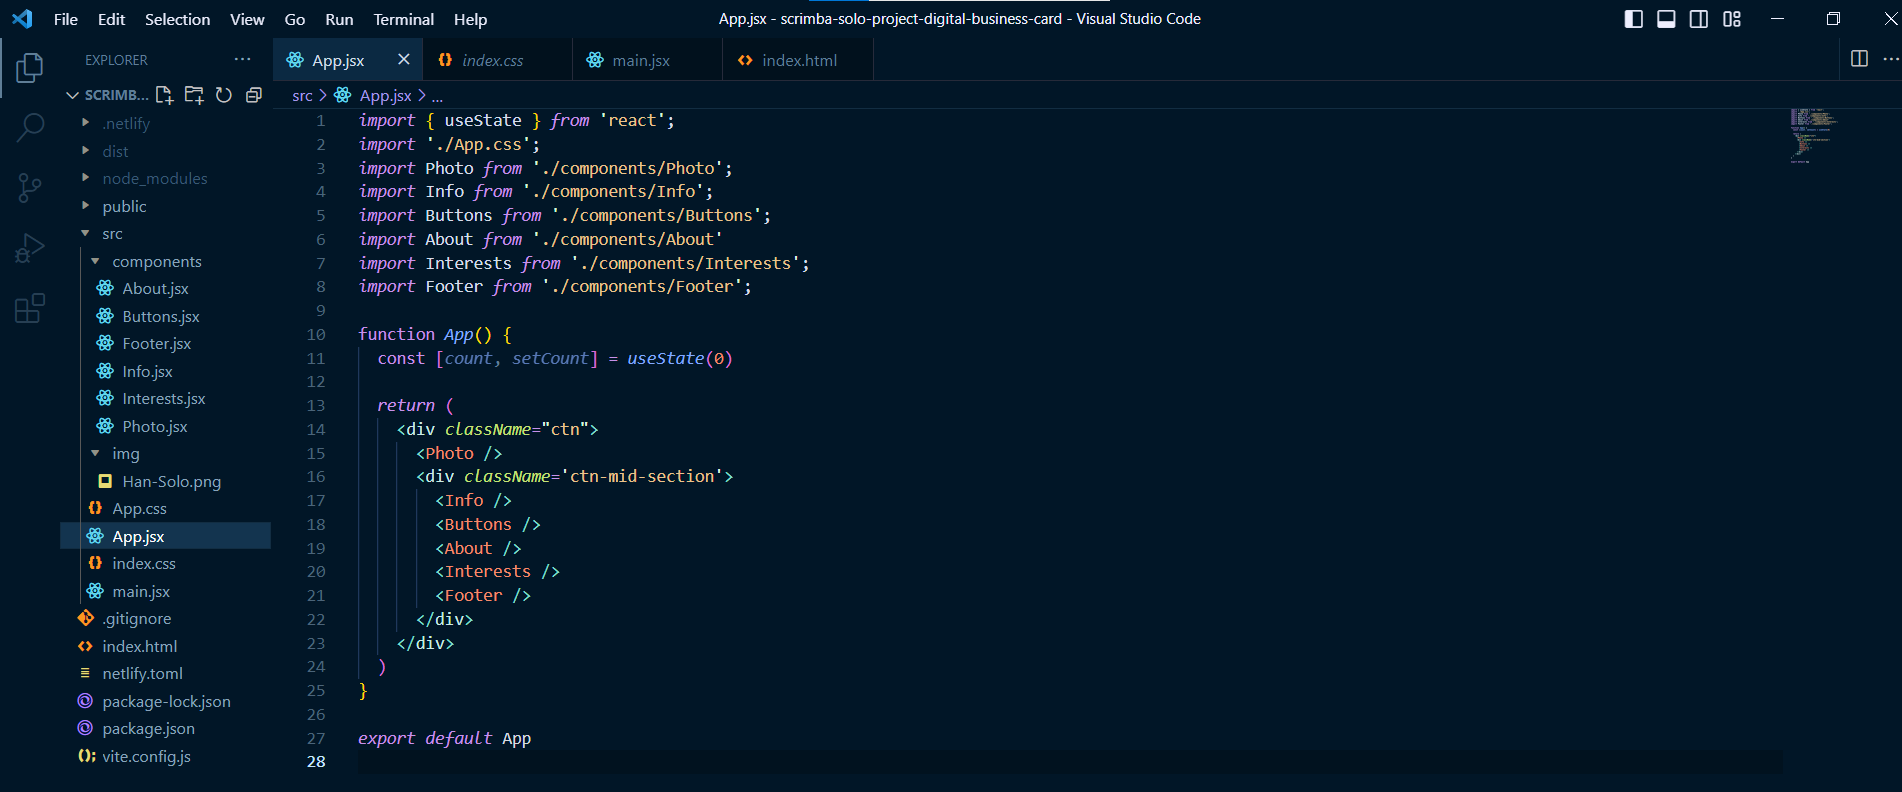 File Edit Selection View Go Run Terminal Help
App.jsx - scrimba-solo-project-digital-business-card - Visual Studio Code
EXPLORER
SCRIMB...
.netlify
dist
node_modules
public
src
components
About.jsx
Buttons.jsx
Footer.jsx
Info.jsx
Interests.jsx
Photo.jsx
img
Han-Solo.png
App.css
App.jsx
index.css
main.jsx
.gitignore
index.html
netlify.toml
package-lock.json
package.json
vite.config.js
App.jsx index.css main.jsx index.html
src > App.jsx > ...
1 import { useState } from 'react';
2 import './App.css';
3 import Photo from './components/Photo';
4 import Info from './components/Info';
5 import Buttons from './components/Buttons';
6 import About from './components/About'
7 import Interests from './components/Interests';
8 import Footer from './components/Footer';
9
10 function App() {
11   const [count, setCount] = useState(0)
12
13   return (
14     <div className="ctn">
15       <Photo />
16       <div className='ctn-mid-section'>
17         <Info />
18         <Buttons />
19         <About />
20         <Interests />
21         <Footer />
22       </div>
23     </div>
24   )
25 }
26
27 export default App
28